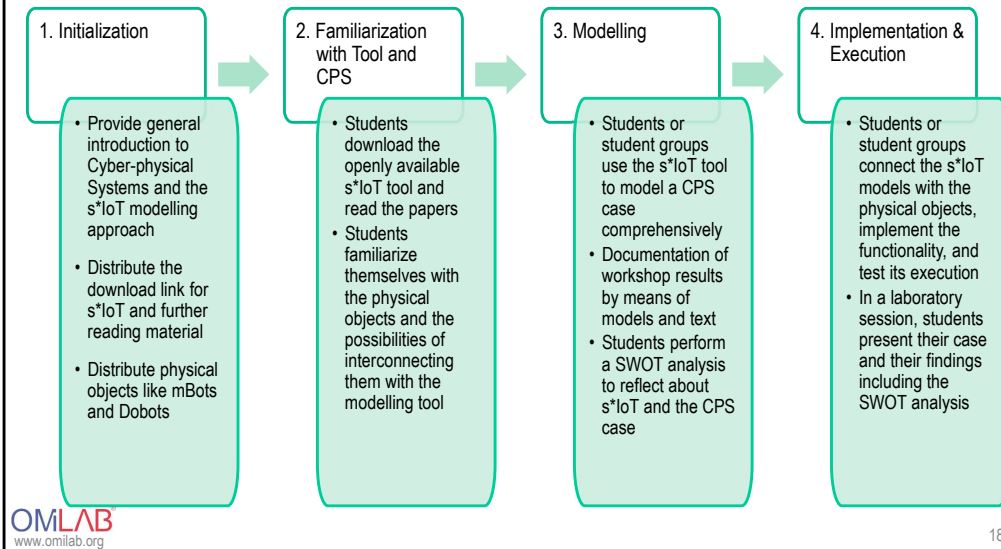 1. Initialization
• Provide general
introduction to
Cyber-physical
Systems and the
s*IoT modelling
approach
• Distribute the
download link for
s*IoT and further
reading material
• Distribute physical
objects like mBots
and Dobots
2. Familiarization
with Tool and
CPS
• Students
download the
openly available
s*IoT tool and
read the papers
• Students
familiarize
themselves with
the physical
objects and the
possibilities of
interconnecting
them with the
modelling tool
3. Modelling
• Students or
student groups
use the s*IoT tool
to model a CPS
case
comprehensively
• Documentation of
workshop results
by means of
models and text
• Students perform
a SWOT analysis
to reflect about
s*IoT and the CPS
case
4. Implementation &
Execution
• Students or
student groups
connect the s*IoT
models with the
physical objects,
implement the
functionality, and
test its execution
• In a laboratory
session, students
present their case
and their findings
including the
SWOT analysis
OMiLAB®
www.omilab.org
18